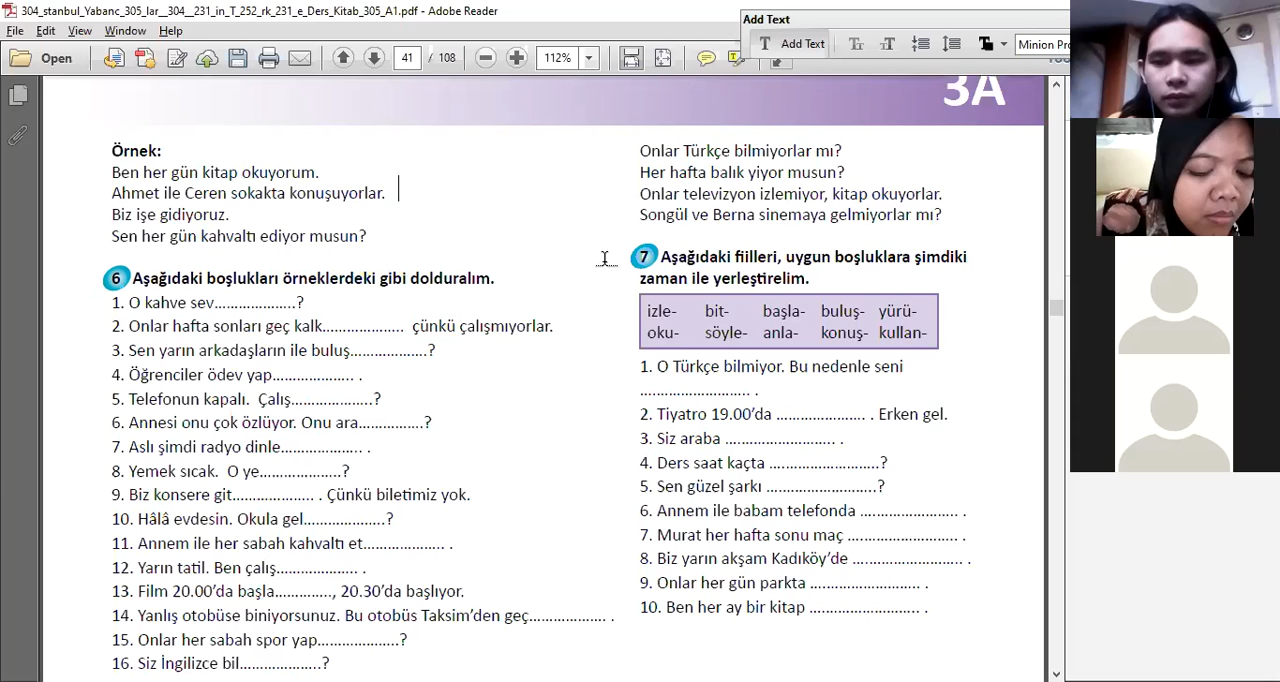 304_stanbul_Yabanc_305_lar__304__231_in_T_252_rk_231_e_Ders_Kitab_305_A1.pdf - Adobe Reader
File Edit View Window Help
Open 41 / 108 112%
Add Text
Add Text Minion Pro
3A
Örnek:
Ben her gün kitap okuyorum.
Ahmet ile Ceren sokakta konuşuyorlar.
Biz işe gidiyoruz.
Sen her gün kahvaltı ediyor musun?
6 Aşağıdaki boşlukları örneklerdeki gibi dolduralım.
1. O kahve sev..................?
2. Onlar hafta sonları geç kalk.................. çünkü çalışmıyorlar.
3. Sen yarın arkadaşların ile buluş..................?
4. Öğrenciler ödev yap.................. .
5. Telefonun kapalı. Çalış..................?
6. Annesi onu çok özlüyor. Onu ara..............?
7. Aslı şimdi radyo dinle.................. .
8. Yemek sıcak. O ye..................?
9. Biz konsere git.................. . Çünkü biletimiz yok.
10. Hâlâ evdesin. Okula gel..................?
11. Annem ile her sabah kahvaltı et.................. .
12. Yarın tatil. Ben çalış.................. .
13. Film 20.00’da başla............., 20.30’da başlıyor.
14. Yanlış otobüse biniyorsunuz. Bu otobüs Taksim’den geç................. .
15. Onlar her sabah spor yap..................?
16. Siz İngilizce bil..................?
Onlar Türkçe bilmiyorlar mı?
Her hafta balık yiyor musun?
Onlar televizyon izlemiyor, kitap okuyorlar.
Songül ve Berna sinemaya gelmiyorlar mı?
7 Aşağıdaki fiilleri, uygun boşluklara şimdiki
zaman ile yerleştirelim.
izle- bit- başla- buluş- yürü-
oku- söyle- anla- konuş- kullan-
1. O Türkçe bilmiyor. Bu nedenle seni
........................ .
2. Tiyatro 19.00’da .................... . Erken gel.
3. Siz araba ........................ .
4. Ders saat kaçta ........................?
5. Sen güzel şarkı ........................?
6. Annem ile babam telefonda ..................... .
7. Murat her hafta sonu maç ........................ .
8. Biz yarın akşam Kadıköy’de ........................ .
9. Onlar her gün parkta ........................ .
10. Ben her ay bir kitap ........................ .